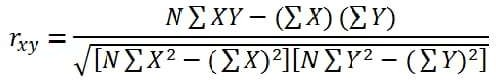 r_xy = (N∑XY − (∑X)(∑Y)) / √([N∑X² − (∑X)²][N∑Y² − (∑Y)²])